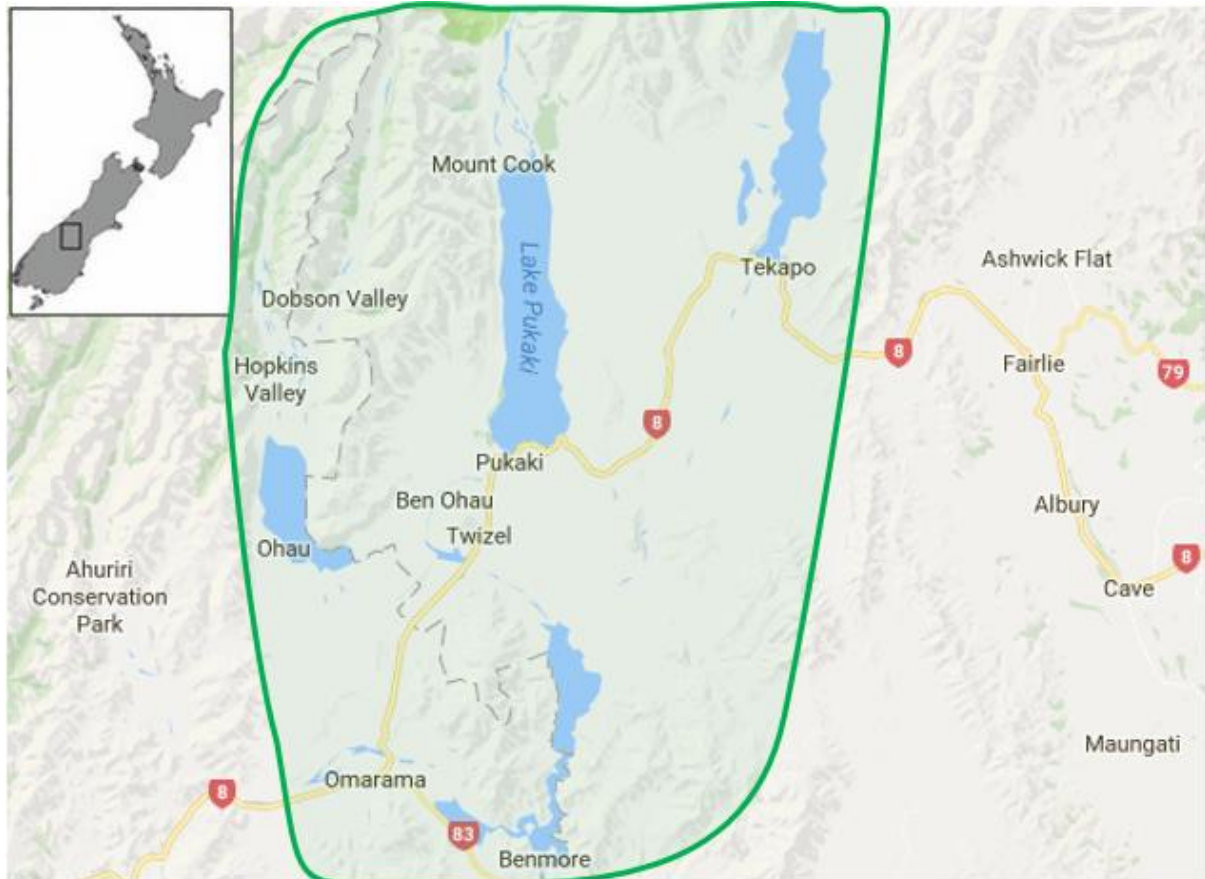 Mount Cook
Lake Pukaki
Tekapo
Ashwick Flat
Dobson Valley
8
Hopkins
Valley
Fairlie
79
8
Pukaki
Ben Ohau
Albury
Twizel
Ohau
8
Ahuriri
Conservation
Park
Cave
Maungati
Omarama
8
83
Benmore